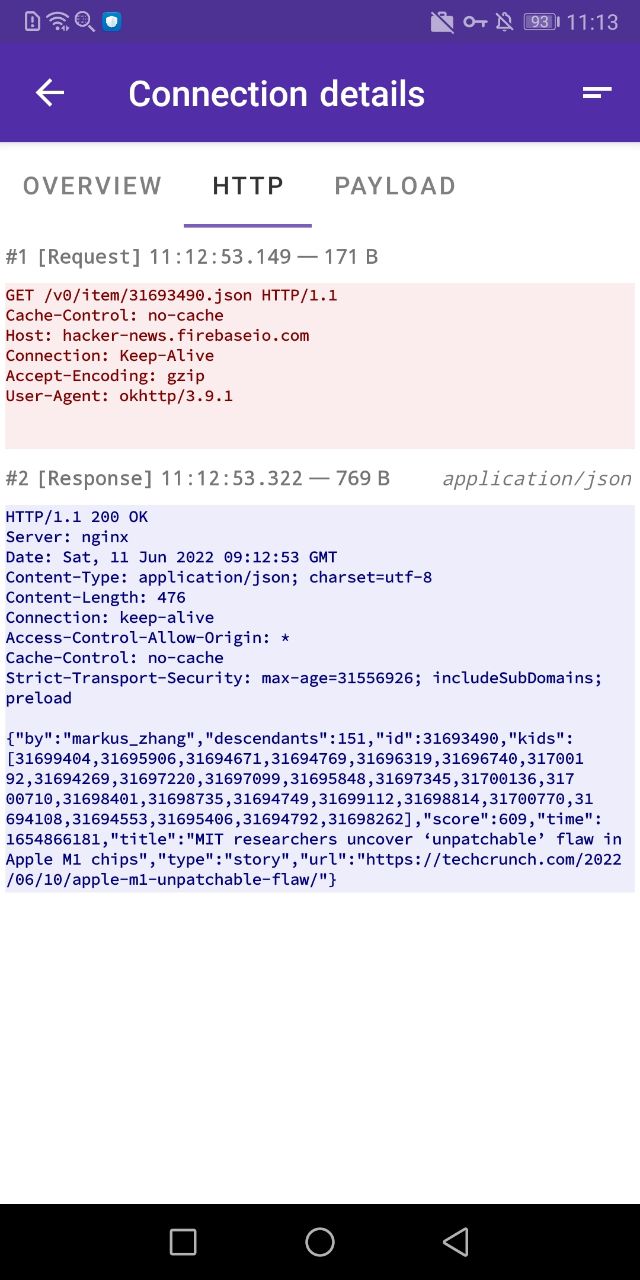 93 11:13
Connection details
OVERVIEW HTTP PAYLOAD
#1 [Request] 11:12:53.149 — 171 B
GET /v0/item/31693490.json HTTP/1.1
Cache-Control: no-cache
Host: hacker-news.firebaseio.com
Connection: Keep-Alive
Accept-Encoding: gzip
User-Agent: okhttp/3.9.1
#2 [Response] 11:12:53.322 — 769 B application/json
HTTP/1.1 200 OK
Server: nginx
Date: Sat, 11 Jun 2022 09:12:53 GMT
Content-Type: application/json; charset=utf-8
Content-Length: 476
Connection: keep-alive
Access-Control-Allow-Origin: *
Cache-Control: no-cache
Strict-Transport-Security: max-age=31556926; includeSubDomains;
preload
{"by":"markus_zhang","descendants":151,"id":31693490,"kids":
[31699404,31695906,31694671,31694769,31696319,31696740,317001
92,31694269,31697220,31697099,31695848,31697345,31700136,317
00710,31698401,31698735,31694749,31699112,31698814,31700770,31
694108,31694553,31695406,31694792,31698262],"score":609,"time":
1654866181,"title":"MIT researchers uncover ‘unpatchable’ flaw in
Apple M1 chips","type":"story","url":"https://techcrunch.com/2022
/06/10/apple-m1-unpatchable-flaw/"}